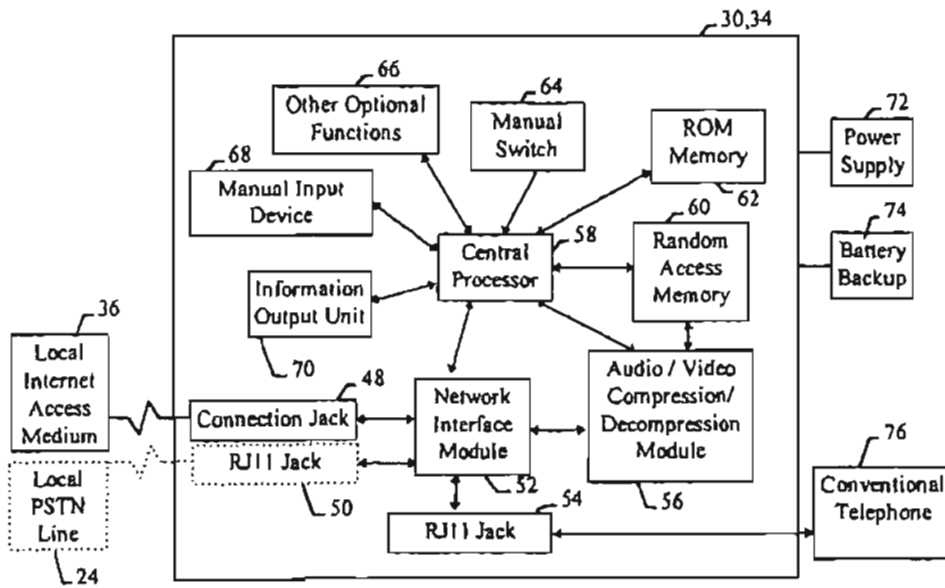 30,34
66
Other Optional
Functions
64
Manual
Switch
ROM
Memory
62
72
Power
Supply
68
Manual Input
Device
60
Random
Access
Memory
74
Battery
Backup
58
Central
Processor
Information
Output Unit
70
36
Local
Internet
Access
Medium
48
Connection Jack
Network
Interface
Module
52
Audio / Video
Compression/
Decompression
Module
56
RJ11 Jack
50
Local
PSTN
Line
24
54
RJ11 Jack
76
Conventional
Telephone